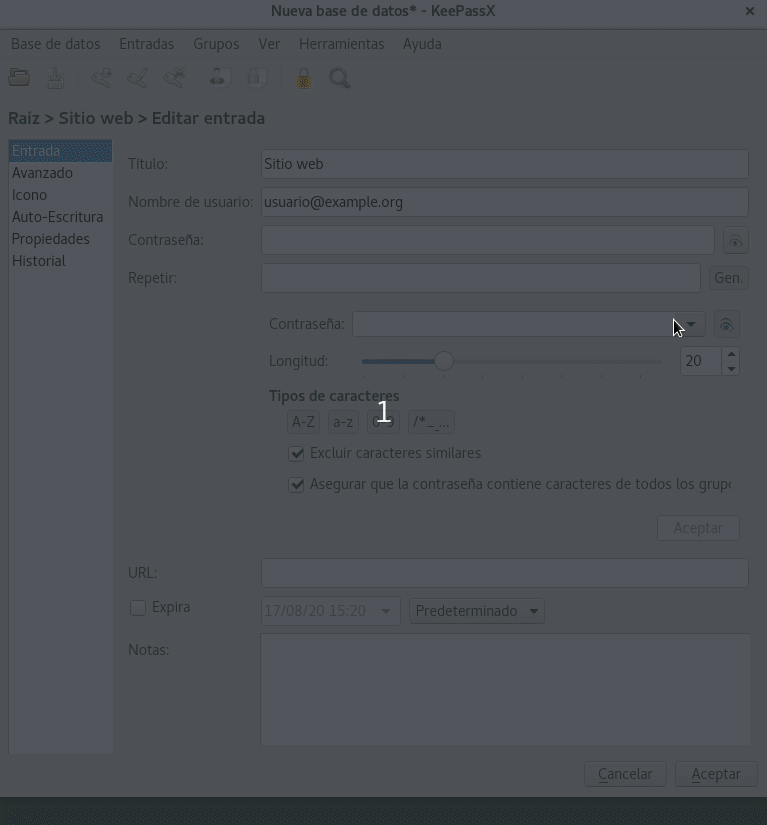 Nueva base de datos* - KeePassX
Base de datos Entradas Grupos Ver Herramientas Ayuda
Raíz > Sitio web > Editar entrada
Entrada
Avanzado
Icono
Auto-Escritura
Propiedades
Historial
Título: Sitio web
Nombre de usuario: usuario@example.org
Contraseña:
Repetir: Gen.
Contraseña:
Longitud: 20
Tipos de caracteres
1
A-Z a-z 0-9 /*_...
Excluir caracteres similares
Asegurar que la contraseña contiene caracteres de todos los grup
Aceptar
URL:
Expira 17/08/20 15:20 Predeterminado
Notas:
Cancelar Aceptar